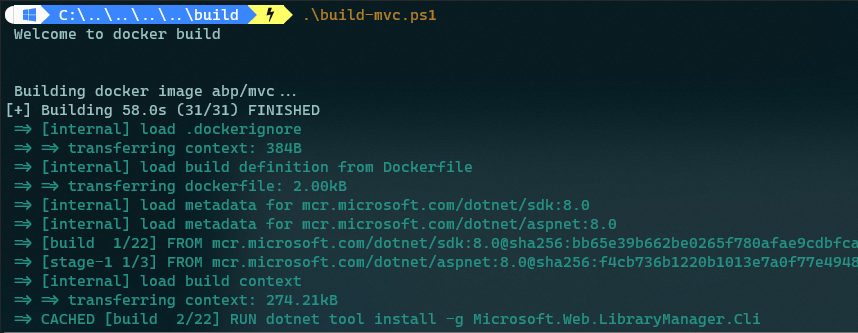 C:\..\..\..\..\build .\build-mvc.ps1
Welcome to docker build
Building docker image abp/mvc...
[+] Building 58.0s (31/31) FINISHED
=> [internal] load .dockerignore
=> => transferring context: 384B
=> [internal] load build definition from Dockerfile
=> => transferring dockerfile: 2.00kB
=> [internal] load metadata for mcr.microsoft.com/dotnet/sdk:8.0
=> [internal] load metadata for mcr.microsoft.com/dotnet/aspnet:8.0
=> [build  1/22] FROM mcr.microsoft.com/dotnet/sdk:8.0@sha256:bb65e39b662be0265f780afae9cdbfca
=> [stage-1 1/3] FROM mcr.microsoft.com/dotnet/aspnet:8.0@sha256:f4cb736b1220b1013e7a0f77e4948
=> [internal] load build context
=> => transferring context: 274.21kB
=> CACHED [build  2/22] RUN dotnet tool install -g Microsoft.Web.LibraryManager.Cli